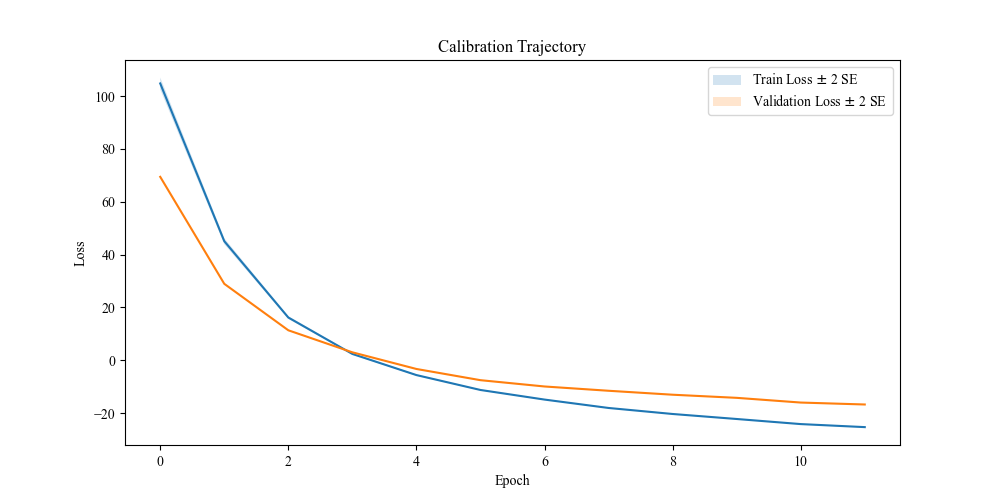 Calibration Trajectory
Train Loss ± 2 SE
Validation Loss ± 2 SE
100
80
60
40
20
0
−20
Loss
0 2 4 6 8 10
Epoch